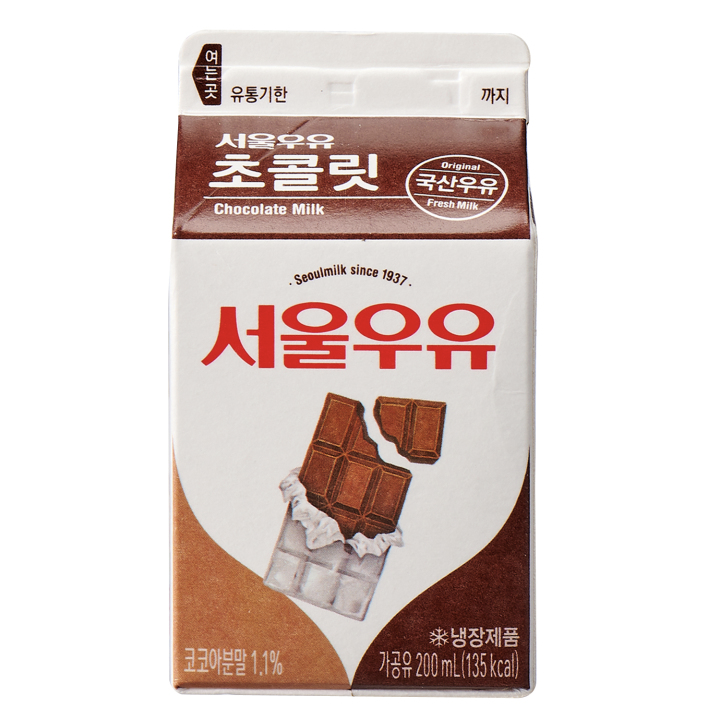 여는곳
유통기한 까지
서울우유
초콜릿
Chocolate Milk
Original
국산우유
Fresh Milk
· Seoulmilk since 1937 ·
서울우유
냉장제품
코코아분말 1.1%
가공유 200 mL(135 kcal)